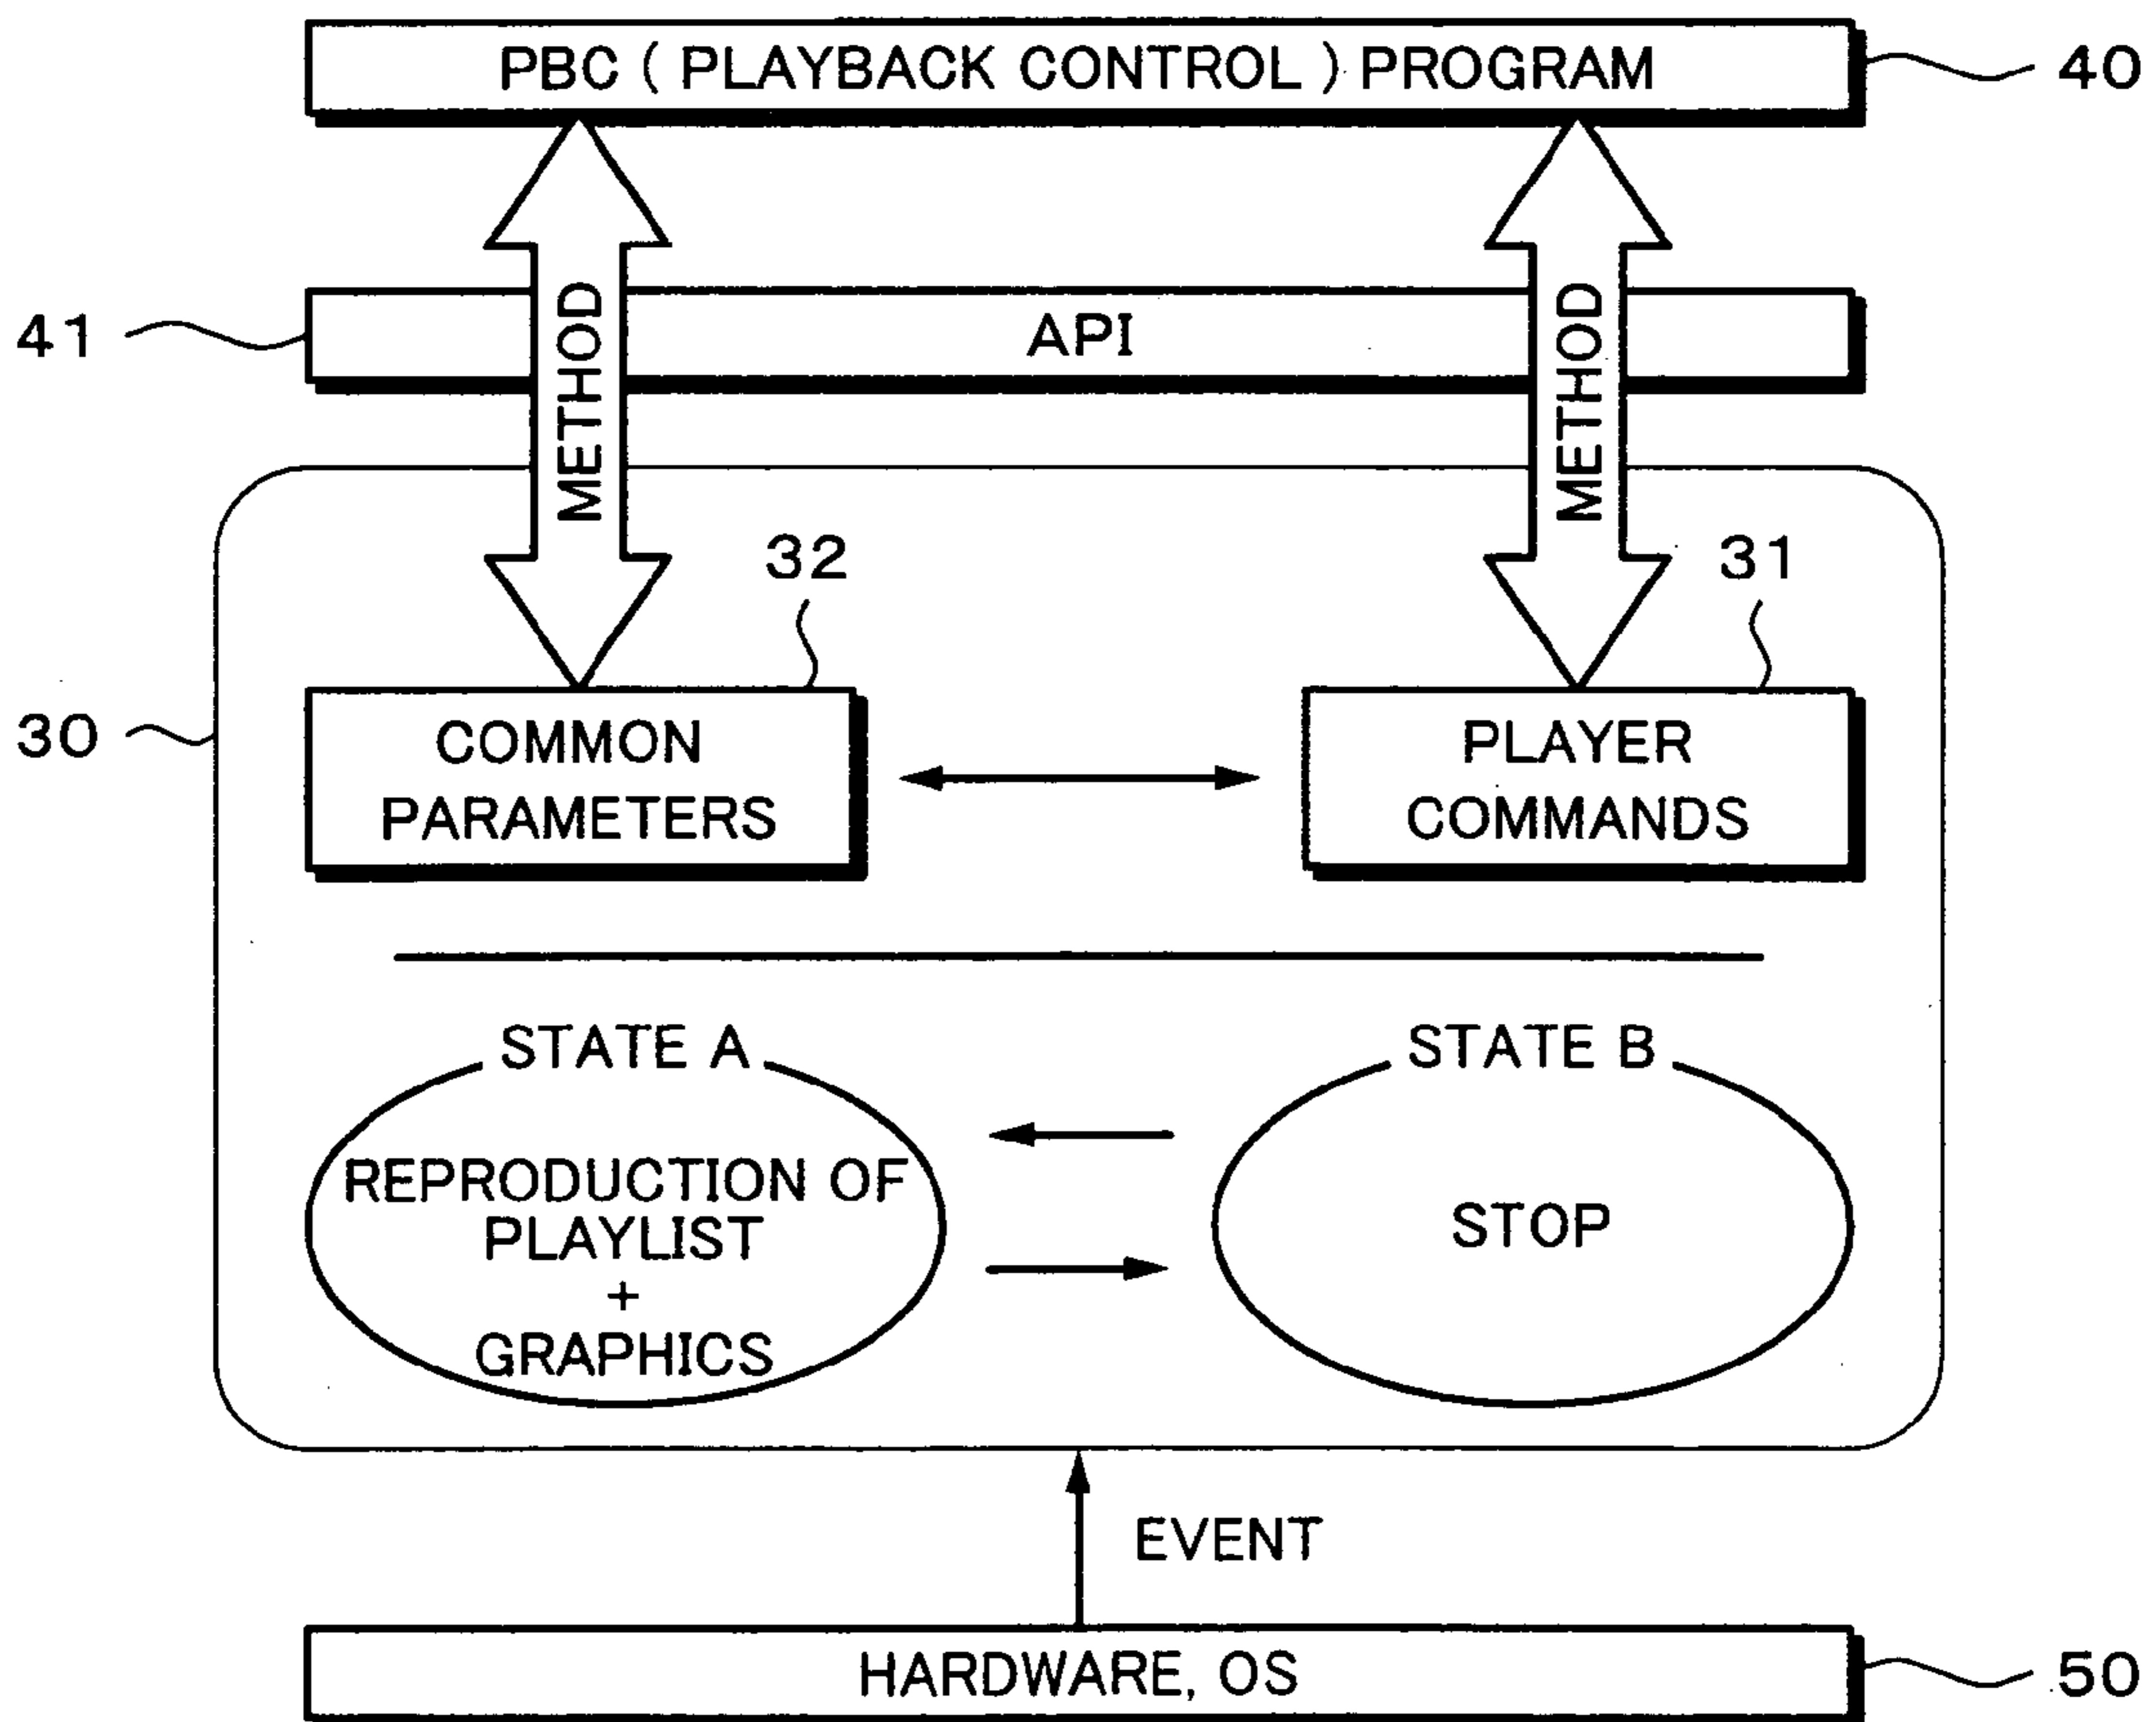 PBC ( PLAYBACK CONTROL ) PROGRAM
40
METHOD
METHOD
41
API
32
31
30
COMMON
PARAMETERS
PLAYER
COMMANDS
STATE A
STATE B
REPRODUCTION OF
PLAYLIST
+
GRAPHICS
STOP
EVENT
HARDWARE, OS
50